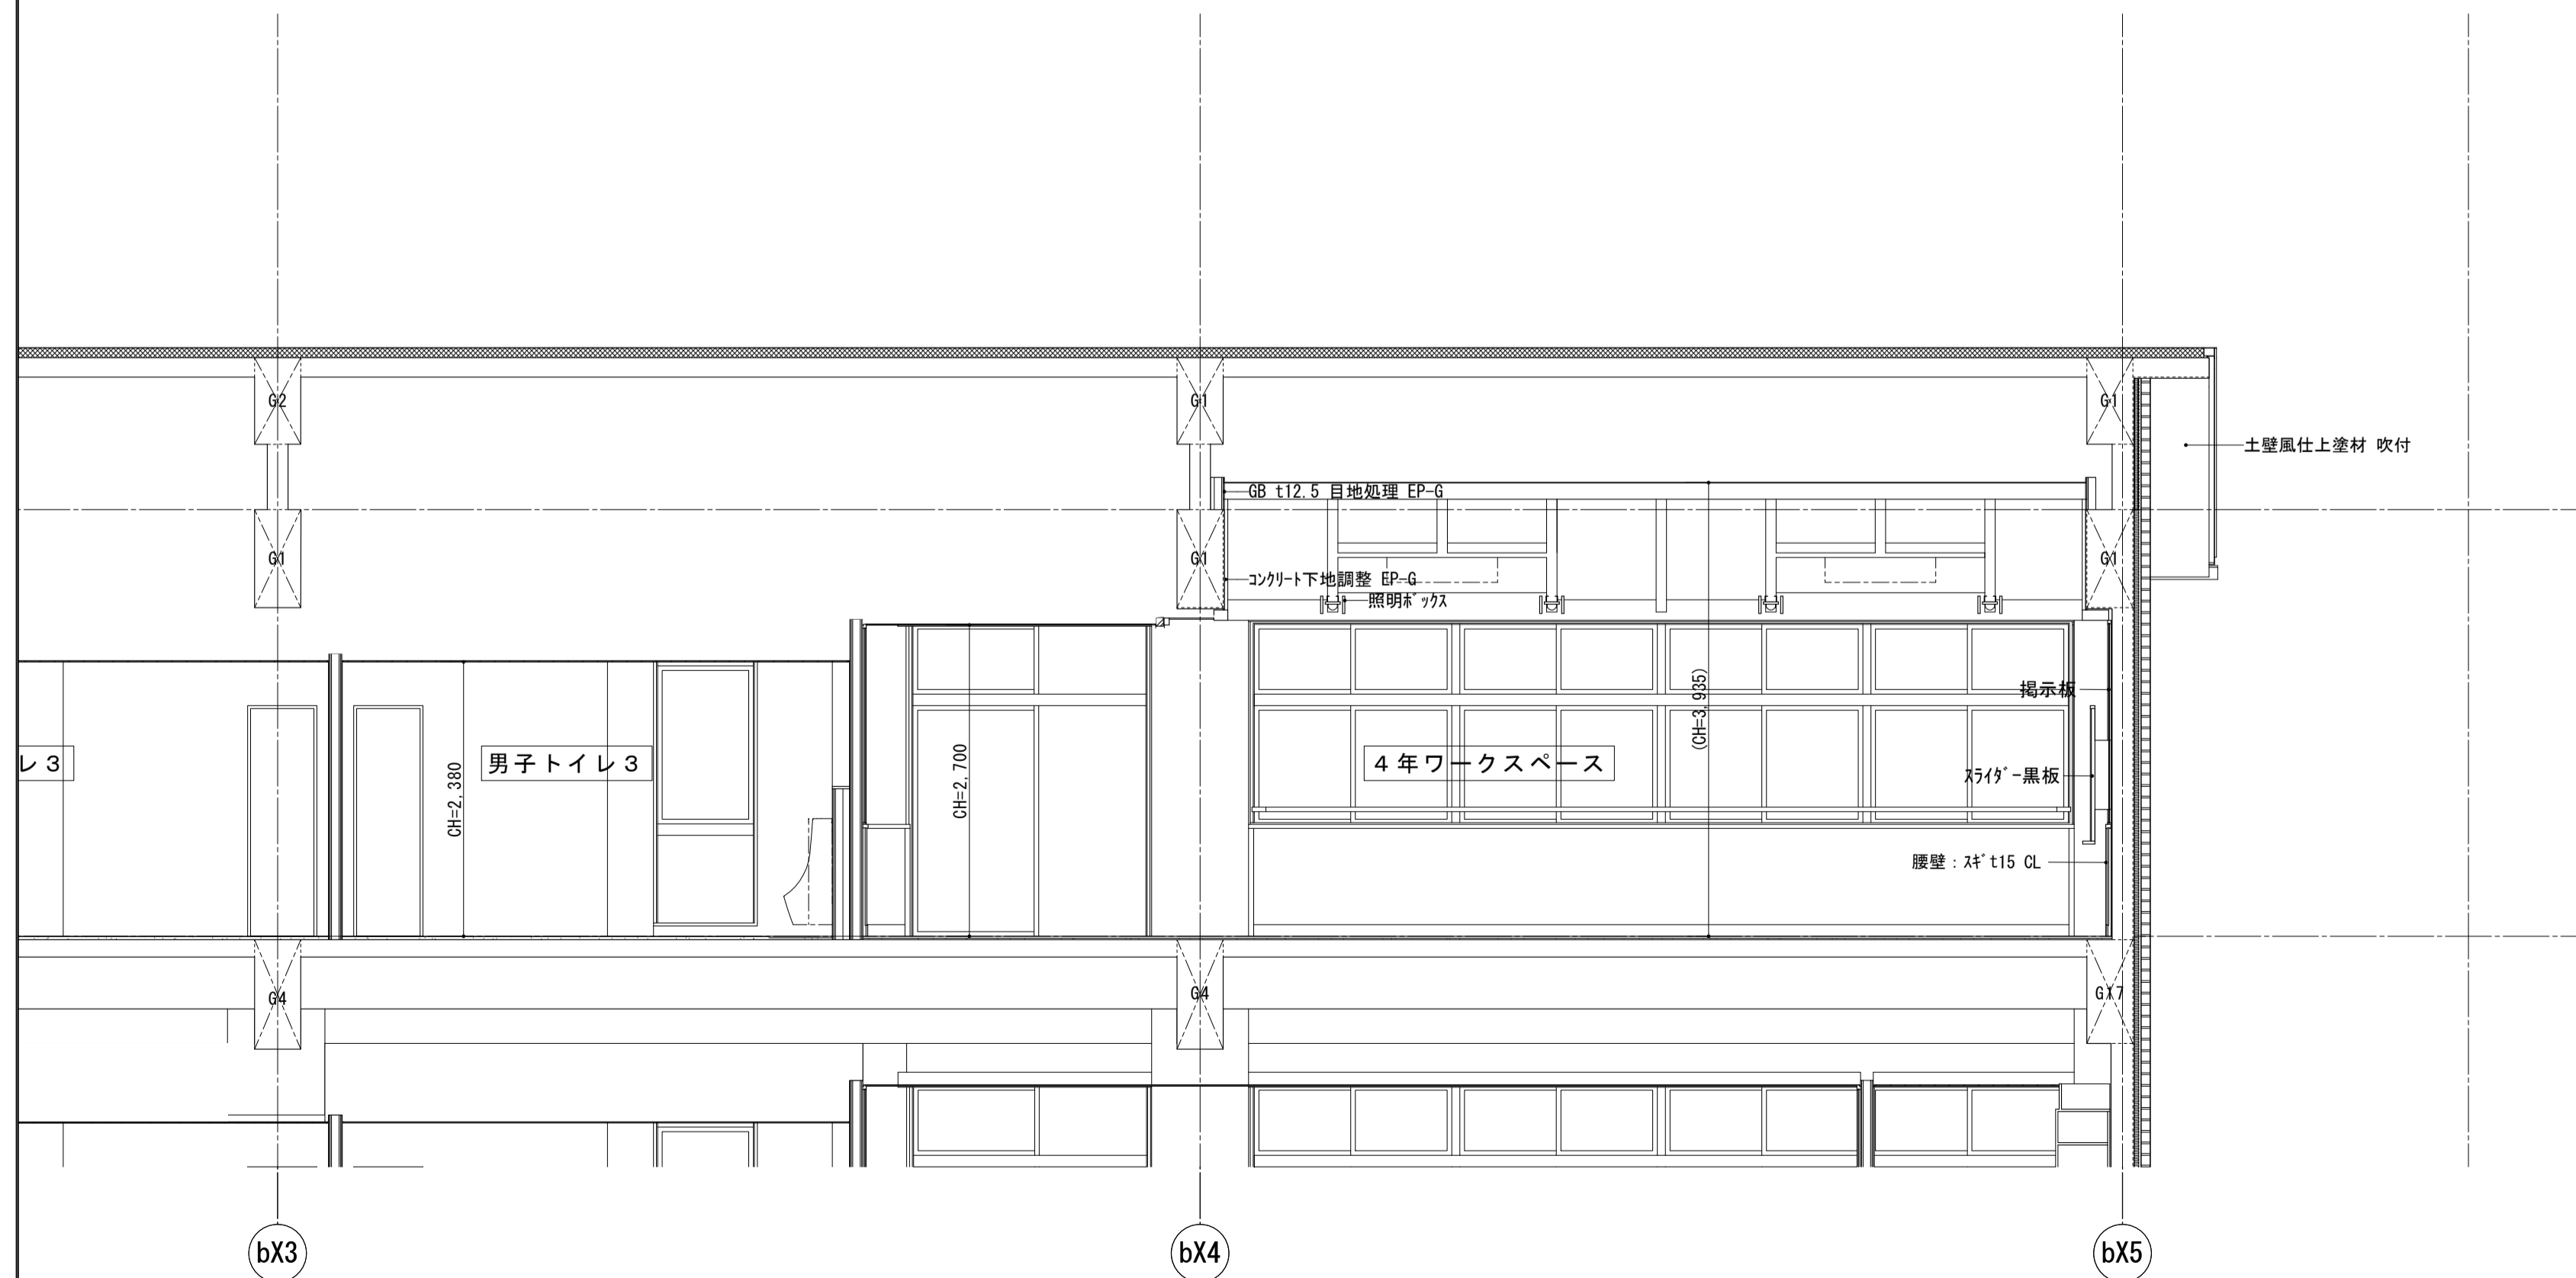 G2
G1
G1
土壁風仕上塗材 吹付
GB t12.5 目地処理 EP-G
G1
G1
G1
コンクリート下地調整 EP-G
照明ボックス
掲示板
(CH=3,935)
レ3
男子トイレ3
CH=2,380
CH=2,700
4年ワークスペース
スライダー黒板
腰壁：スギt15 CL
G4
G4
G17
bX3
bX4
bX5